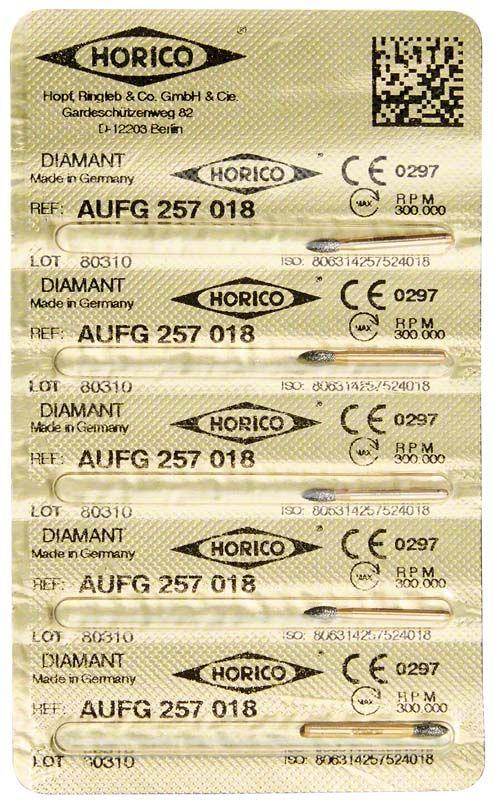 HORICO ®
Hopf, Ringleb & Co. GmbH & Cie.
Gardeschützenweg 82
D-12203 Berlin
DIAMANT HORICO ® CE 0297
Made in Germany
REF: AUFG 257 018 MAX RPM 300.000
LOT 80310 ISO: 806314257524018
DIAMANT HORICO ® CE 0297
Made in Germany
REF: AUFG 257 018 MAX RPM 300.000
LOT 80310 ISO: 806314257524018
DIAMANT HORICO ® CE 0297
Made in Germany
REF: AUFG 257 018 MAX RPM 300.000
LOT 80310 ISO: 806314257524018
DIAMANT HORICO ® CE 0297
Made in Germany
REF: AUFG 257 018 MAX RPM 300.000
LOT 80310 ISO: 806314257524018
DIAMANT HORICO ® CE 0297
Made in Germany
REF: AUFG 257 018 MAX RPM 300.000
LOT 80310 ISO: 806314257524018